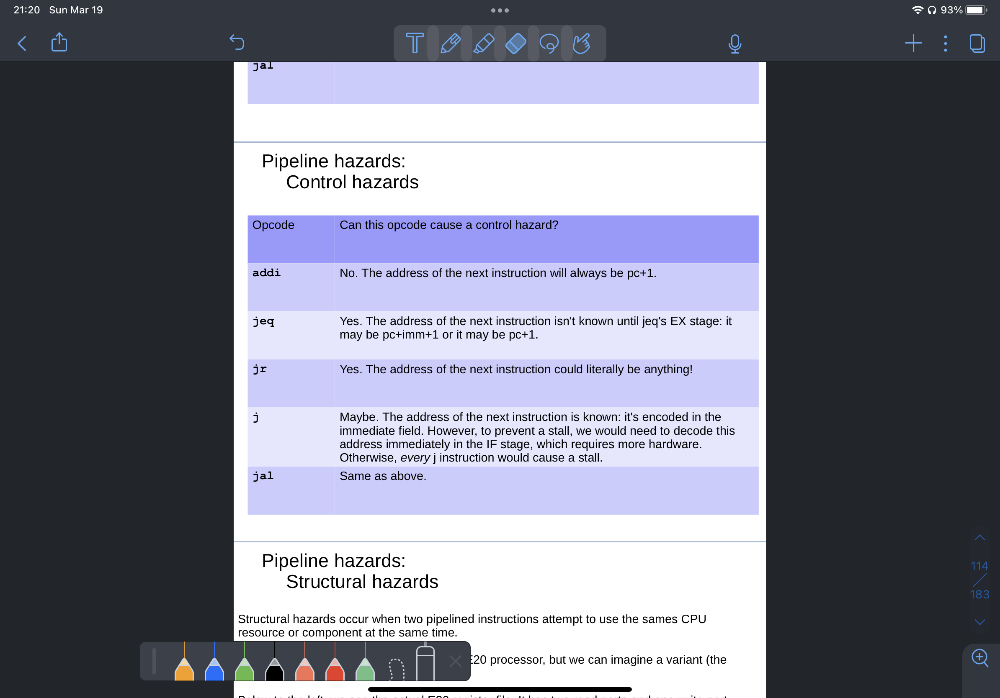 21:20 Sun Mar 19
93%
jal
Pipeline hazards:
Control hazards
Opcode Can this opcode cause a control hazard?
addi No. The address of the next instruction will always be pc+1.
jeq Yes. The address of the next instruction isn't known until jeq's EX stage: it
may be pc+imm+1 or it may be pc+1.
jr Yes. The address of the next instruction could literally be anything!
j Maybe. The address of the next instruction is known: it's encoded in the
immediate field. However, to prevent a stall, we would need to decode this
address immediately in the IF stage, which requires more hardware.
Otherwise, every j instruction would cause a stall.
jal Same as above.
114
183
Pipeline hazards:
Structural hazards
Structural hazards occur when two pipelined instructions attempt to use the sames CPU
resource or component at the same time.
E20 processor, but we can imagine a variant (the